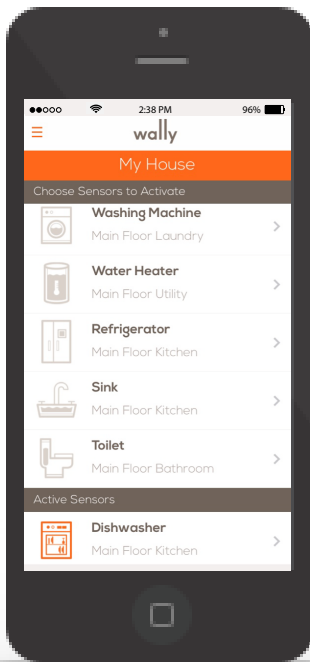 2:38 PM
96%
wally
My House
Choose Sensors to Activate
Washing Machine
Main Floor Laundry
Water Heater
Main Floor Utility
Refrigerator
Main Floor Kitchen
Sink
Main Floor Kitchen
Toilet
Main Floor Bathroom
Active Sensors
Dishwasher
Main Floor Kitchen